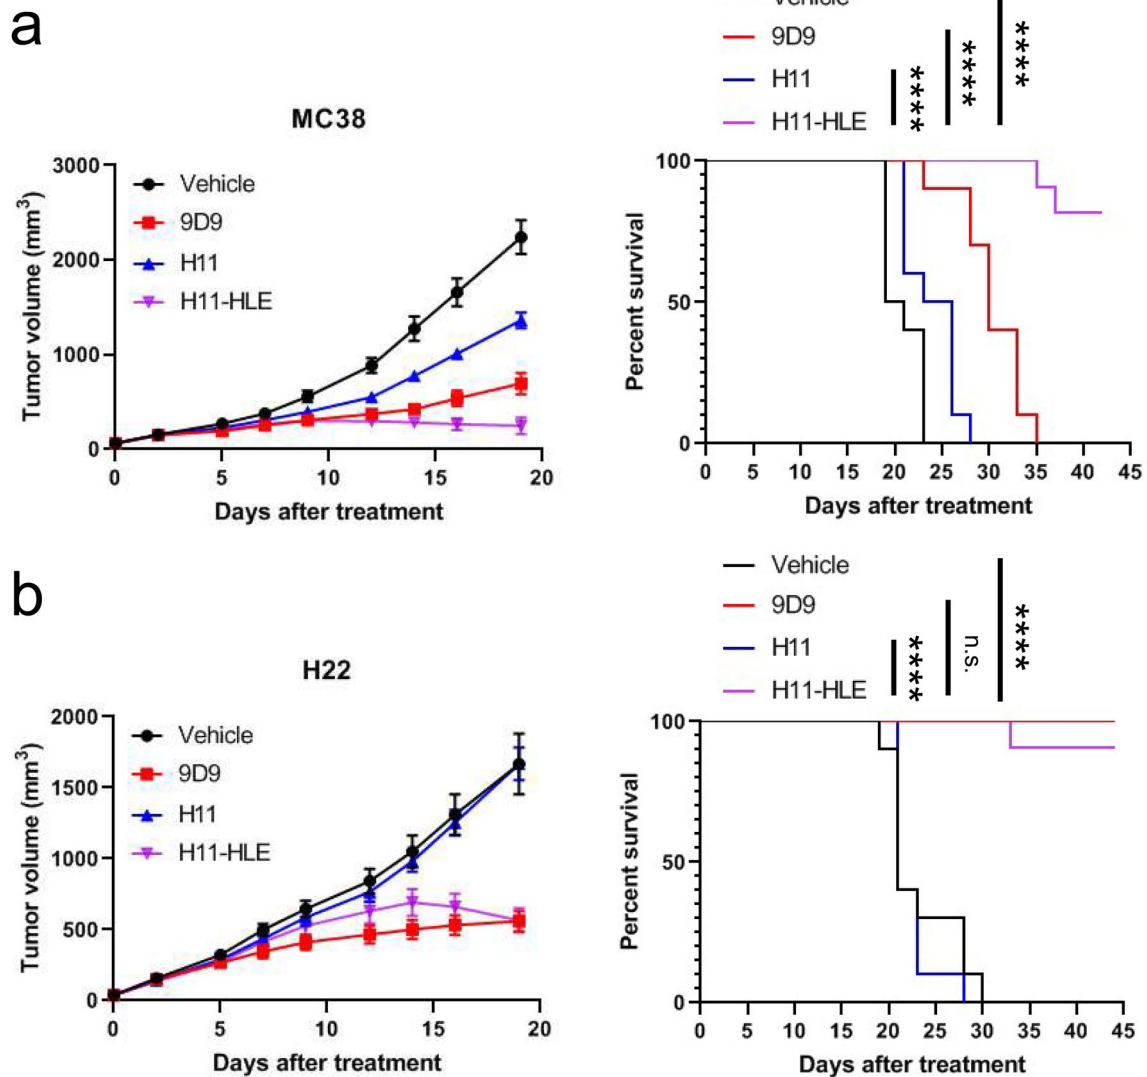 a
MC38
Tumor volume (mm³)
3000
2000
1000
0
Vehicle
9D9
H11
H11-HLE
0 5 10 15 20
Days after treatment
Vehicle
9D9
H11
H11-HLE
****
****
****
Percent survival
100
50
0
0 5 10 15 20 25 30 35 40 45
Days after treatment
b
H22
Tumor volume (mm³)
2000
1500
1000
500
0
Vehicle
9D9
H11
H11-HLE
0 5 10 15 20
Days after treatment
Vehicle
9D9
H11
H11-HLE
****
n.s.
****
Percent survival
100
50
0
0 5 10 15 20 25 30 35 40 45
Days after treatment